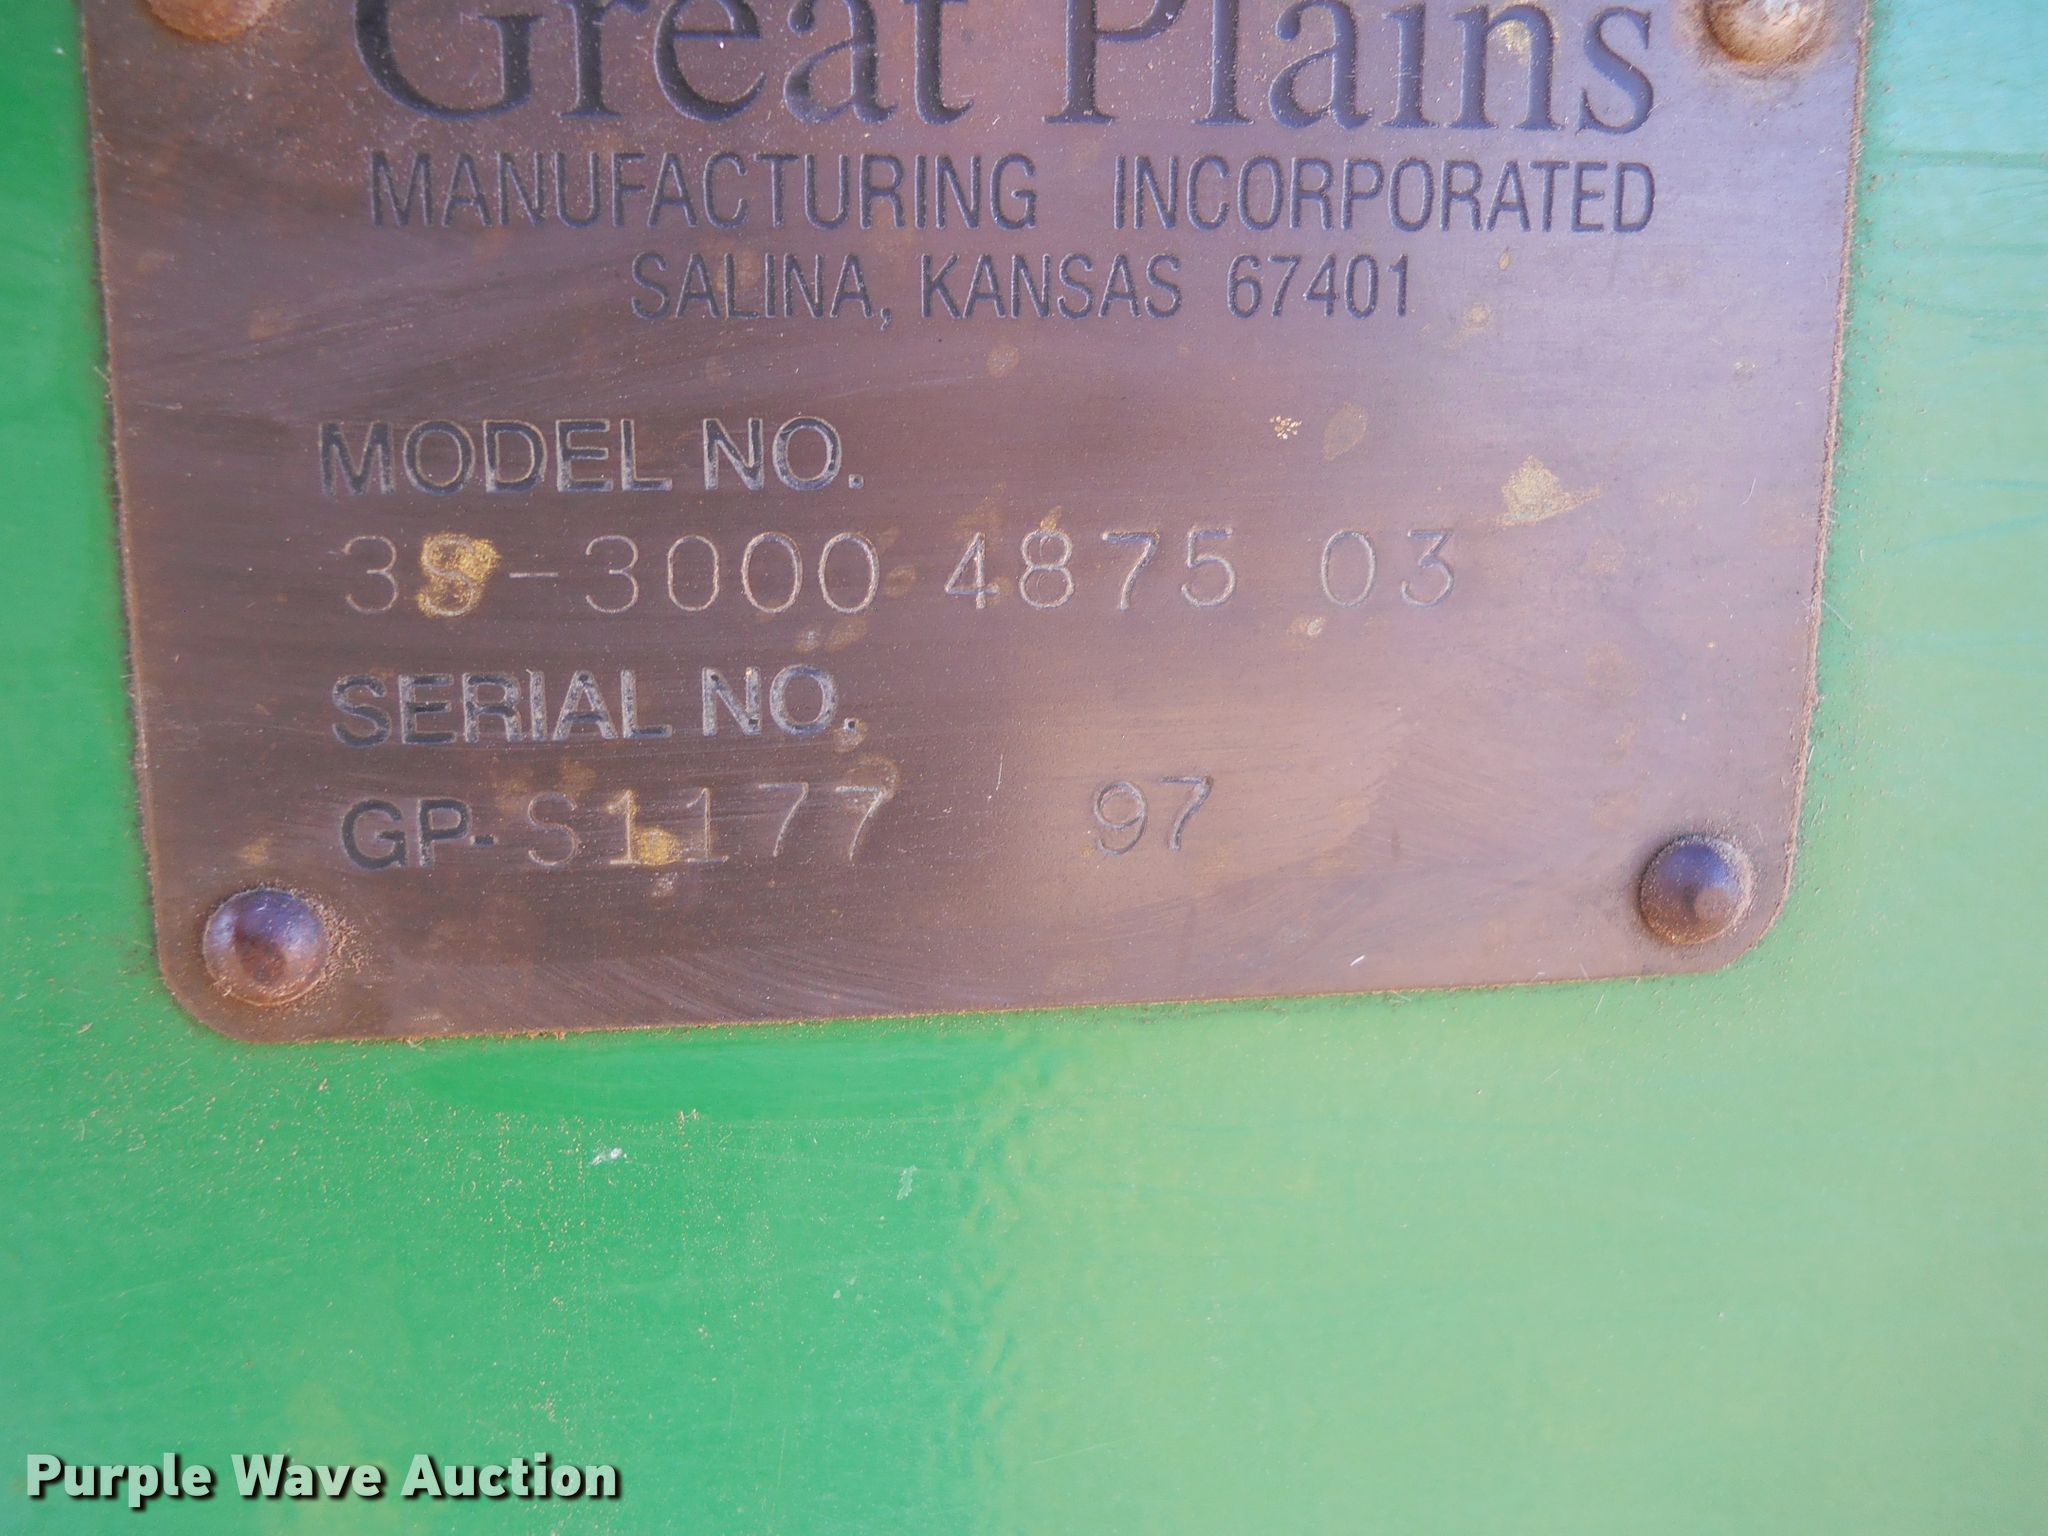 Great Plains
MANUFACTURING INCORPORATED
SALINA, KANSAS 67401
MODEL NO.
3S-3000 4875 03
SERIAL NO.
GP-S1177 97
Purple Wave Auction